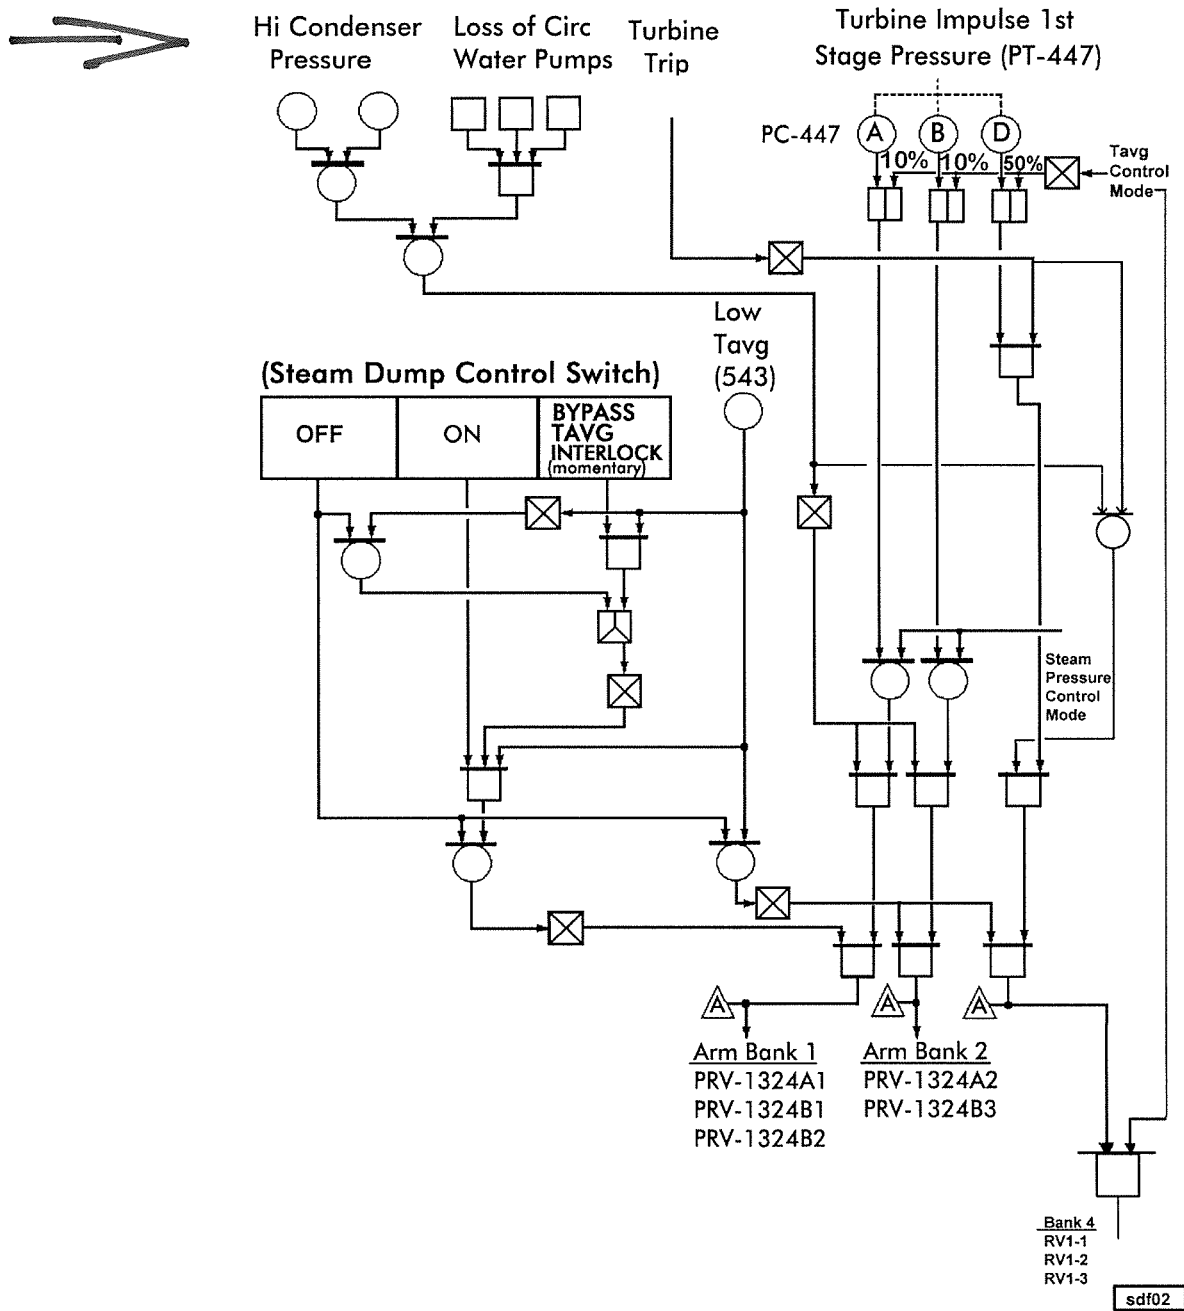 Hi Condenser
Pressure
Loss of Circ
Water Pumps
Turbine
Trip
Turbine Impulse 1st
Stage Pressure (PT-447)
PC-447
A
B
D
10%
10%
50%
Tavg
Control
Mode
Low
Tavg
(543)
(Steam Dump Control Switch)
OFF
ON
BYPASS
TAVG
INTERLOCK
(momentary)
Steam
Pressure
Control
Mode
A
A
A
Arm Bank 1
PRV-1324A1
PRV-1324B1
PRV-1324B2
Arm Bank 2
PRV-1324A2
PRV-1324B3
Bank 4
RV1-1
RV1-2
RV1-3
sdf02